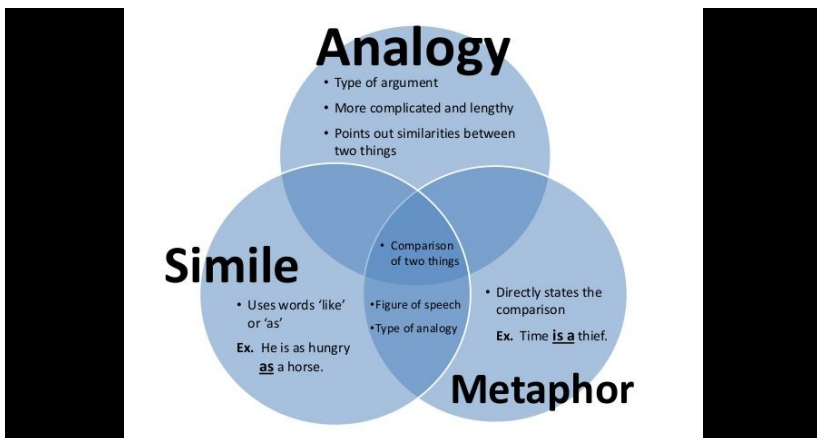 Analogy
• Type of argument
• More complicated and lengthy
• Points out similarities between
two things
Simile
• Uses words ‘like’
or ‘as’
Ex. He is as hungry
as a horse.
• Comparison
of two things
•Figure of speech
•Type of analogy
• Directly states the
comparison
Ex. Time is a thief.
Metaphor